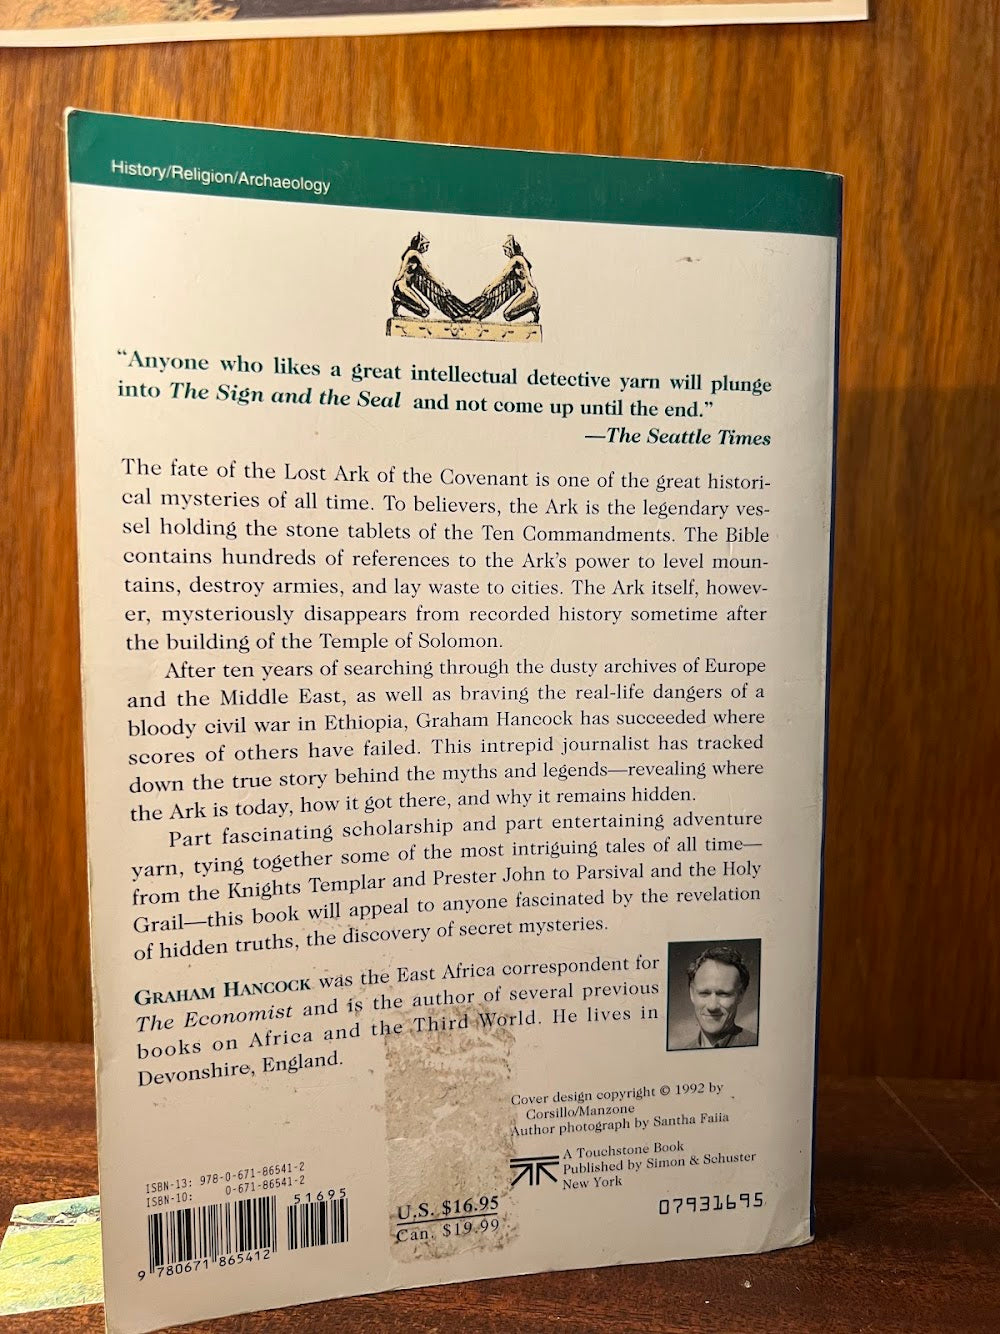 History/Religion/Archaeology
“Anyone who likes a great intellectual detective yarn will plunge
into The Sign and the Seal and not come up until the end.”
—The Seattle Times
The fate of the Lost Ark of the Covenant is one of the great histori-
cal mysteries of all time. To believers, the Ark is the legendary ves-
sel holding the stone tablets of the Ten Commandments. The Bible
contains hundreds of references to the Ark’s power to level moun-
tains, destroy armies, and lay waste to cities. The Ark itself, howev-
er, mysteriously disappears from recorded history sometime after
the building of the Temple of Solomon.
After ten years of searching through the dusty archives of Europe
and the Middle East, as well as braving the real-life dangers of a
bloody civil war in Ethiopia, Graham Hancock has succeeded where
scores of others have failed. This intrepid journalist has tracked
down the true story behind the myths and legends—revealing where
the Ark is today, how it got there, and why it remains hidden.
Part fascinating scholarship and part entertaining adventure
yarn, tying together some of the most intriguing tales of all time—
from the Knights Templar and Prester John to Parsival and the Holy
Grail—this book will appeal to anyone fascinated by the revelation
of hidden truths, the discovery of secret mysteries.
GRAHAM HANCOCK was the East Africa correspondent for
The Economist and is the author of several previous
books on Africa and the Third World. He lives in
Devonshire, England.
Cover design copyright © 1992 by
Corsillo/Manzone
Author photograph by Santha Faiia
A Touchstone Book
Published by Simon & Schuster
New York
ISBN-13: 978-0-671-86541-2
ISBN-10: 0-671-86541-2
51695
9 780671 865412
U.S. $16.95
Can. $19.99
07931695